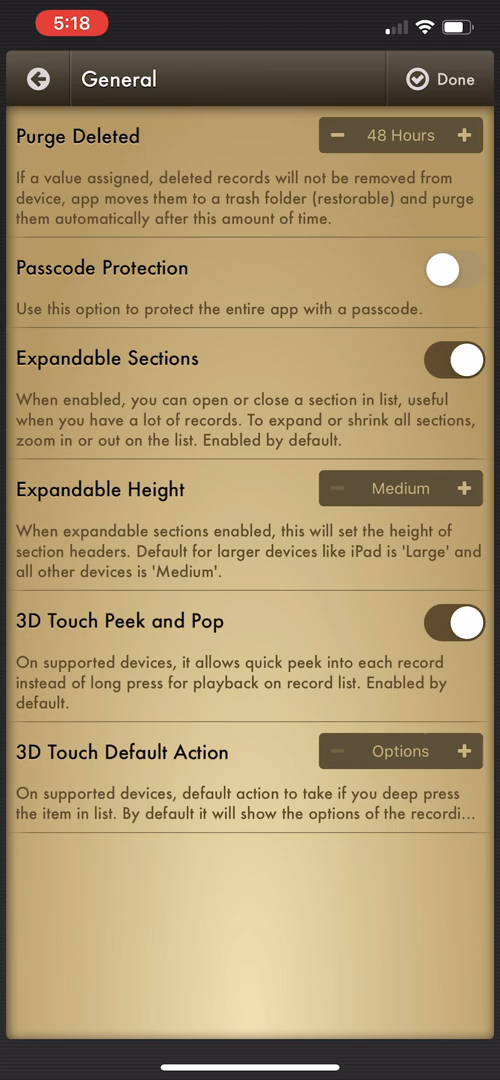 5:18
General
Done
Purge Deleted
48 Hours
If a value assigned, deleted records will not be removed from
device, app moves them to a trash folder (restorable) and purge
them automatically after this amount of time.
Passcode Protection
Use this option to protect the entire app with a passcode.
Expandable Sections
When enabled, you can open or close a section in list, useful
when you have a lot of records. To expand or shrink all sections,
zoom in or out on the list. Enabled by default.
Expandable Height
Medium
When expandable sections enabled, this will set the height of
section headers. Default for larger devices like iPad is 'Large' and
all other devices is 'Medium'.
3D Touch Peek and Pop
On supported devices, it allows quick peek into each record
instead of long press for playback on record list. Enabled by
default.
3D Touch Default Action
Options
On supported devices, default action to take if you deep press
the item in list. By default it will show the options of the recordi...